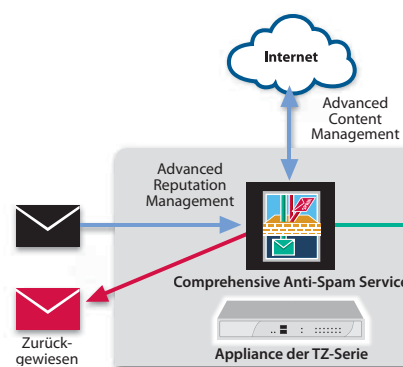 Internet
Advanced
Content
Management
Advanced
Reputation
Management
Comprehensive Anti-Spam Service
Zurück-
gewiesen
Appliance der TZ-Serie